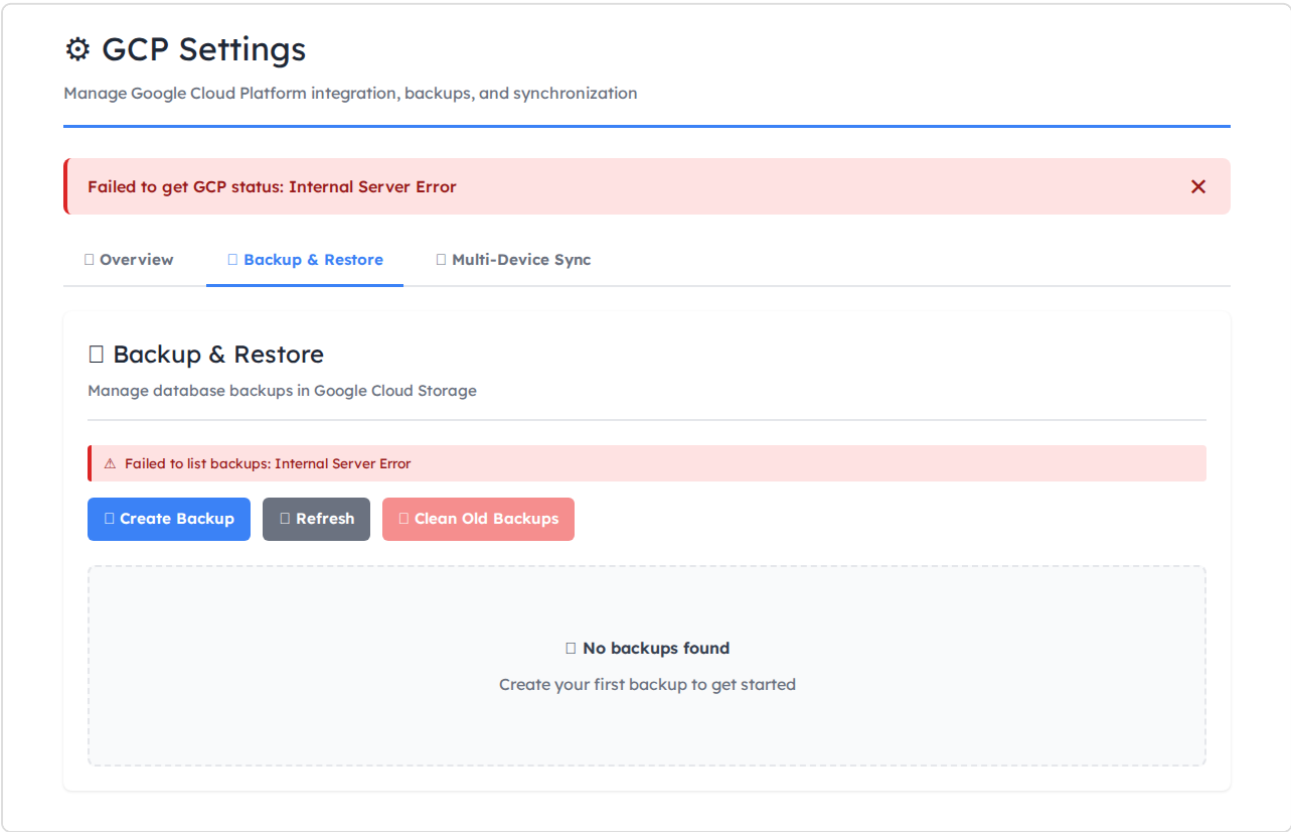 ⚙ GCP Settings
Manage Google Cloud Platform integration, backups, and synchronization
Failed to get GCP status: Internal Server Error ✕
Overview Backup & Restore Multi-Device Sync
Backup & Restore
Manage database backups in Google Cloud Storage
⚠ Failed to list backups: Internal Server Error
Create Backup Refresh Clean Old Backups
No backups found
Create your first backup to get started